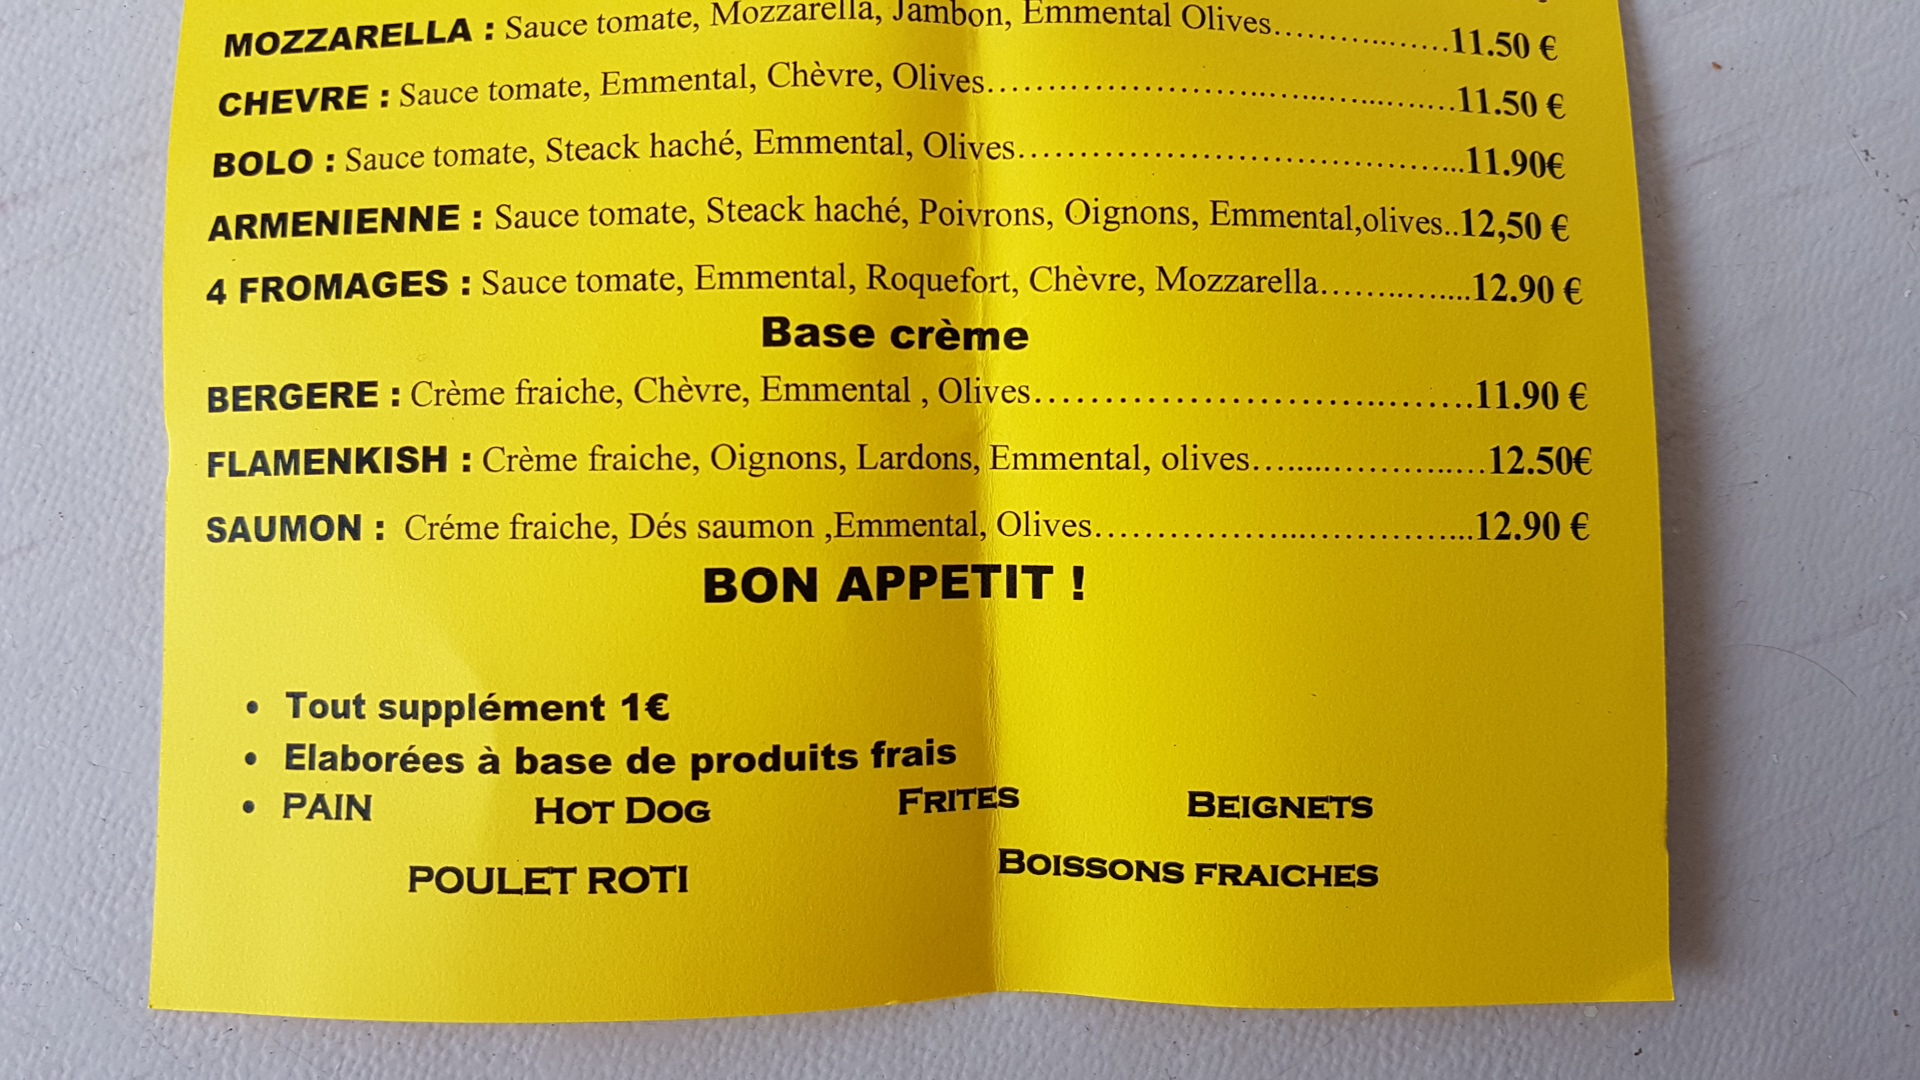 MOZZARELLA : Sauce tomate, Mozzarella, Jambon, Emmental Olives..................11.50 €
CHEVRE : Sauce tomate, Emmental, Chèvre, Olives.............................................11.50 €
BOLO : Sauce tomate, Steack haché, Emmental, Olives..........................................11.90€
ARMENIENNE : Sauce tomate, Steack haché, Poivrons, Oignons, Emmental,olives..12,50 €
4 FROMAGES : Sauce tomate, Emmental, Roquefort, Chèvre, Mozzarella...............12.90 €
Base crème
BERGERE : Crème fraiche, Chèvre, Emmental , Olives..........................................11.90 €
FLAMENKISH : Crème fraiche, Oignons, Lardons, Emmental, olives......................12.50€
SAUMON : Créme fraiche, Dés saumon ,Emmental, Olives....................................12.90 €
BON APPETIT !
• Tout supplément 1€
• Elaborées à base de produits frais
• PAIN HOT DOG FRITES BEIGNETS
POULET ROTI BOISSONS FRAICHES